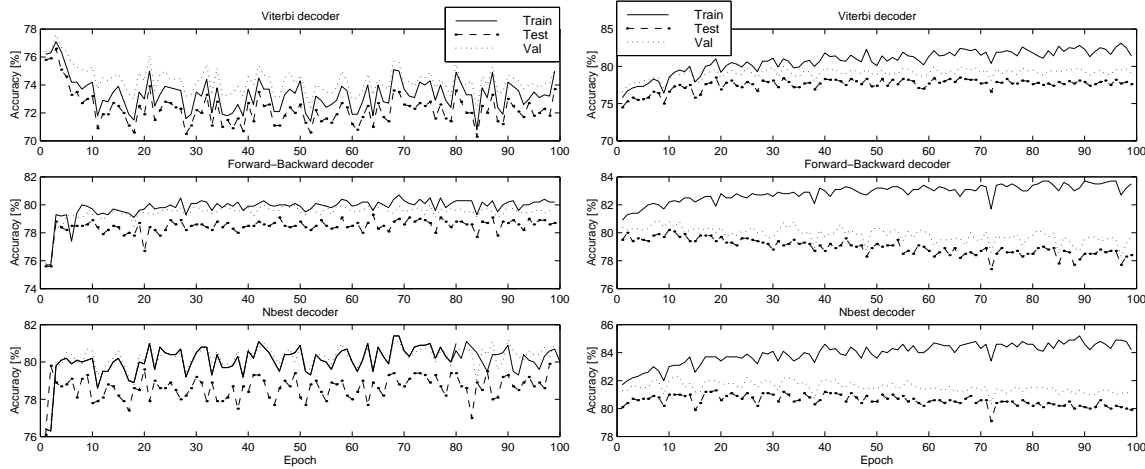 Viterbi decoder
Train
Test
Val
Accuracy [%]
78
76
74
72
70
0 10 20 30 40 50 60 70 80 90 100
Forward−Backward decoder
Accuracy [%]
82
80
78
76
74
0 10 20 30 40 50 60 70 80 90 100
Nbest decoder
Accuracy [%]
82
80
78
76
0 10 20 30 40 50 60 70 80 90 100
Epoch
Viterbi decoder
Train
Test
Val
Accuracy [%]
85
80
75
70
0 10 20 30 40 50 60 70 80 90 100
Forward−Backward decoder
Accuracy [%]
84
82
80
78
76
0 10 20 30 40 50 60 70 80 90 100
Nbest decoder
Accuracy [%]
86
84
82
80
78
0 10 20 30 40 50 60 70 80 90 100
Epoch